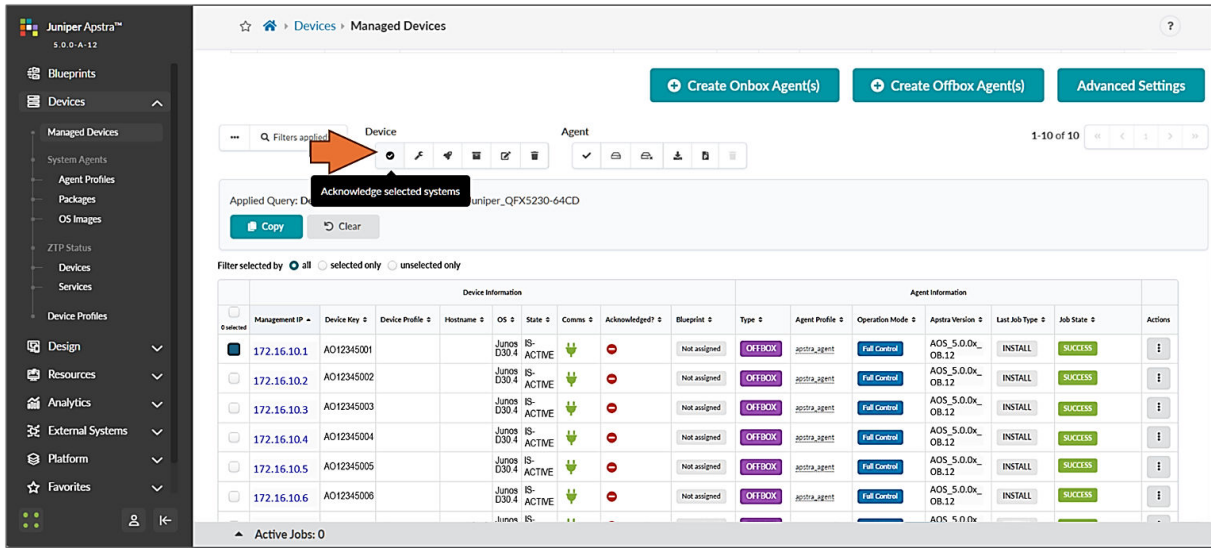 Juniper Apstra™
5.0.0-A-12
Devices › Managed Devices
?
Blueprints
Devices
Managed Devices
System Agents
Agent Profiles
Packages
OS Images
ZTP Status
Devices
Services
Device Profiles
Design
Resources
Analytics
External Systems
Platform
Favorites
Create Onbox Agent(s)
Create Offbox Agent(s)
Advanced Settings
Filters applied
Device
Agent
1-10 of 10
1
Acknowledge selected systems
Applied Query: De
uniper_QFX5230-64CD
Copy
Clear
Filter selected by all selected only unselected only
Device Information
Agent Information
0 selected
Management IP Device Key Device Profile Hostname OS State Comms Acknowledged? Blueprint Type Agent Profile Operation Mode Apstra Version Last Job Type Job State Actions
172.16.10.1 AO12345001 Junos D30.4 IS-ACTIVE Not assigned OFFBOX apstra_agent Full Control AOS_5.0.0x_OB.12 INSTALL SUCCESS
172.16.10.2 AO12345002 Junos D30.4 IS-ACTIVE Not assigned OFFBOX apstra_agent Full Control AOS_5.0.0x_OB.12 INSTALL SUCCESS
172.16.10.3 AO12345003 Junos D30.4 IS-ACTIVE Not assigned OFFBOX apstra_agent Full Control AOS_5.0.0x_OB.12 INSTALL SUCCESS
172.16.10.4 AO12345004 Junos D30.4 IS-ACTIVE Not assigned OFFBOX apstra_agent Full Control AOS_5.0.0x_OB.12 INSTALL SUCCESS
172.16.10.5 AO12345005 Junos D30.4 IS-ACTIVE Not assigned OFFBOX apstra_agent Full Control AOS_5.0.0x_OB.12 INSTALL SUCCESS
172.16.10.6 AO12345006 Junos D30.4 IS-ACTIVE Not assigned OFFBOX apstra_agent Full Control AOS_5.0.0x_OB.12 INSTALL SUCCESS
Junos IS- AOS_5.0.0x_
Active Jobs: 0